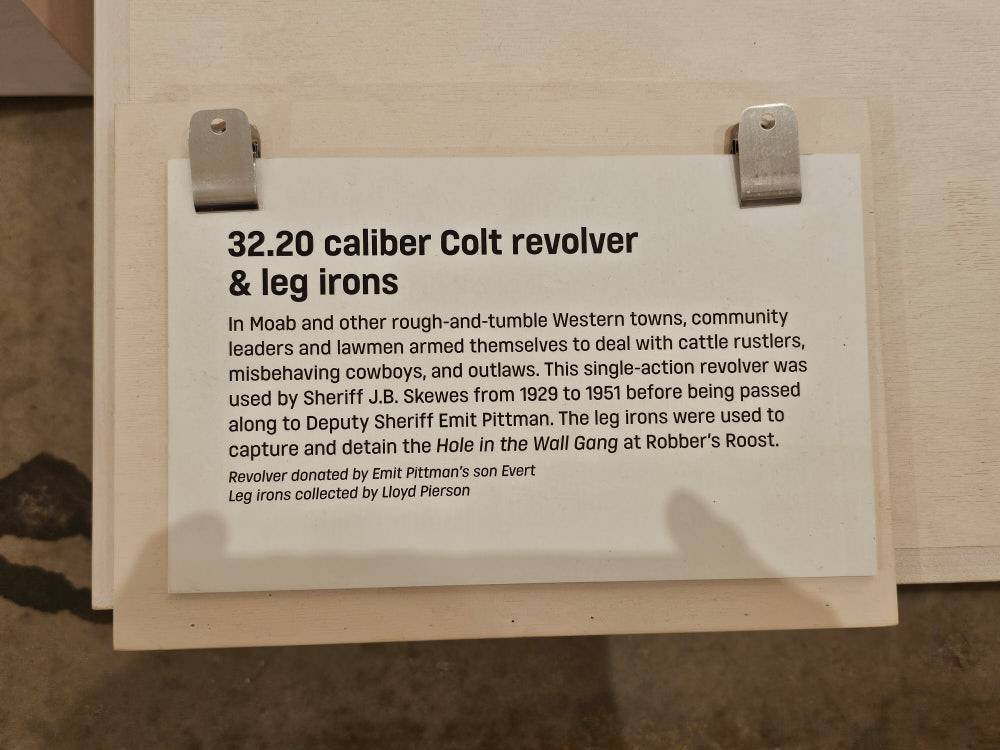 32.20 caliber Colt revolver
& leg irons
In Moab and other rough-and-tumble Western towns, community
leaders and lawmen armed themselves to deal with cattle rustlers,
misbehaving cowboys, and outlaws. This single-action revolver was
used by Sheriff J.B. Skewes from 1929 to 1951 before being passed
along to Deputy Sheriff Emit Pittman. The leg irons were used to
capture and detain the Hole in the Wall Gang at Robber's Roost.
Revolver donated by Emit Pittman's son Evert
Leg irons collected by Lloyd Pierson